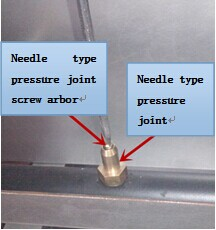 Needle type
pressure joint
screw arbor↵
Needle type
pressure
joint↵